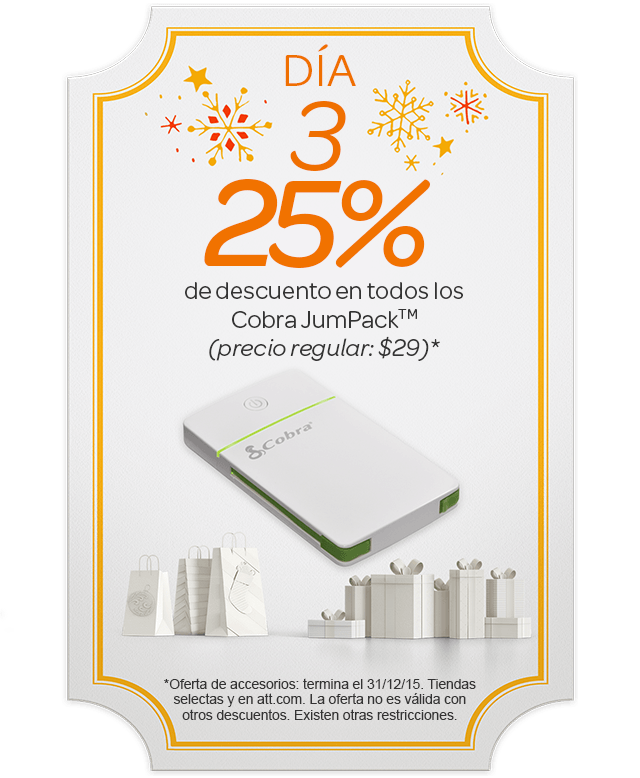 DÍA
3
25%
de descuento en todos los
Cobra JumPack™
(precio regular: $29)*
Cobra®
*Oferta de accesorios: termina el 31/12/15. Tiendas
selectas y en att.com. La oferta no es válida con
otros descuentos. Existen otras restricciones.